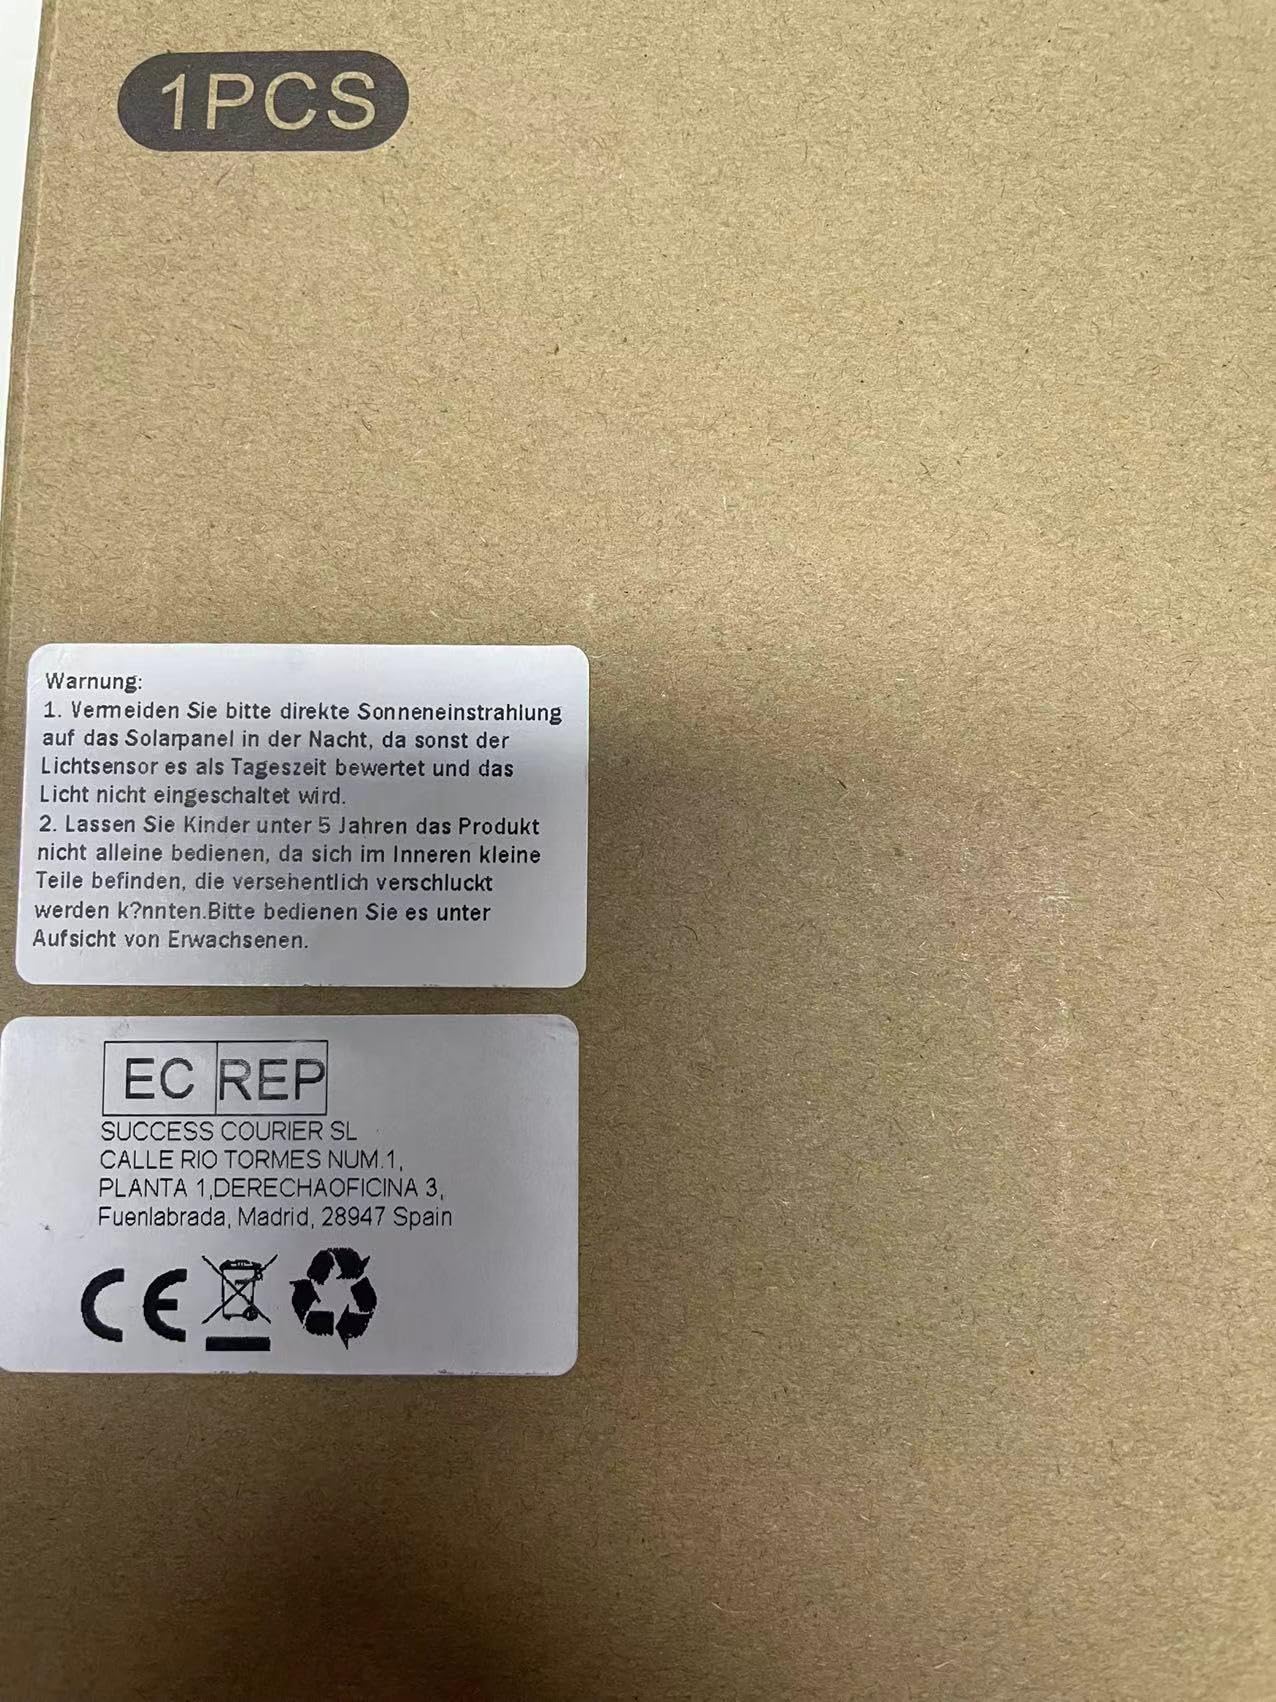 1PCS
Warnung:
1. Vermeiden Sie bitte direkte Sonneneinstrahlung
auf das Solarpanel in der Nacht, da sonst der
Lichtsensor es als Tageszeit bewertet und das
Licht nicht eingeschaltet wird.
2. Lassen Sie Kinder unter 5 Jahren das Produkt
nicht alleine bedienen, da sich im Inneren kleine
Teile befinden, die versehentlich verschluckt
werden k?nnten.Bitte bedienen Sie es unter
Aufsicht von Erwachsenen.
EC REP
SUCCESS COURIER SL
CALLE RIO TORMES NUM.1,
PLANTA 1,DERECHAOFICINA 3,
Fuenlabrada, Madrid, 28947 Spain
CE